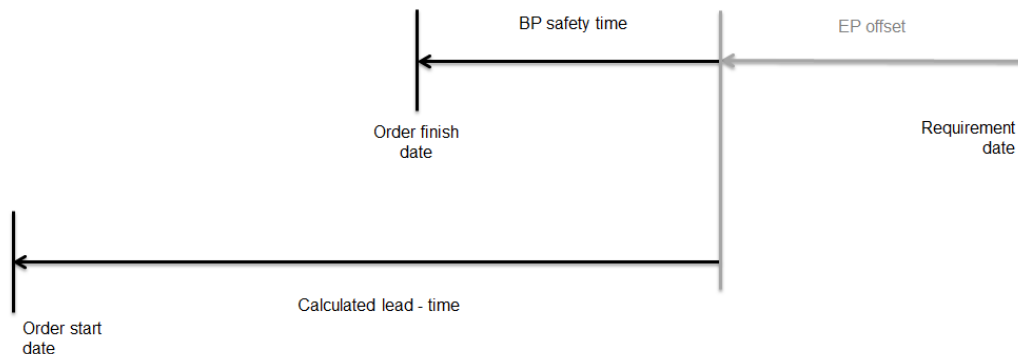 BP safety time
EP offset
Order finish
date
Requirement
date
Calculated lead - time
Order start
date